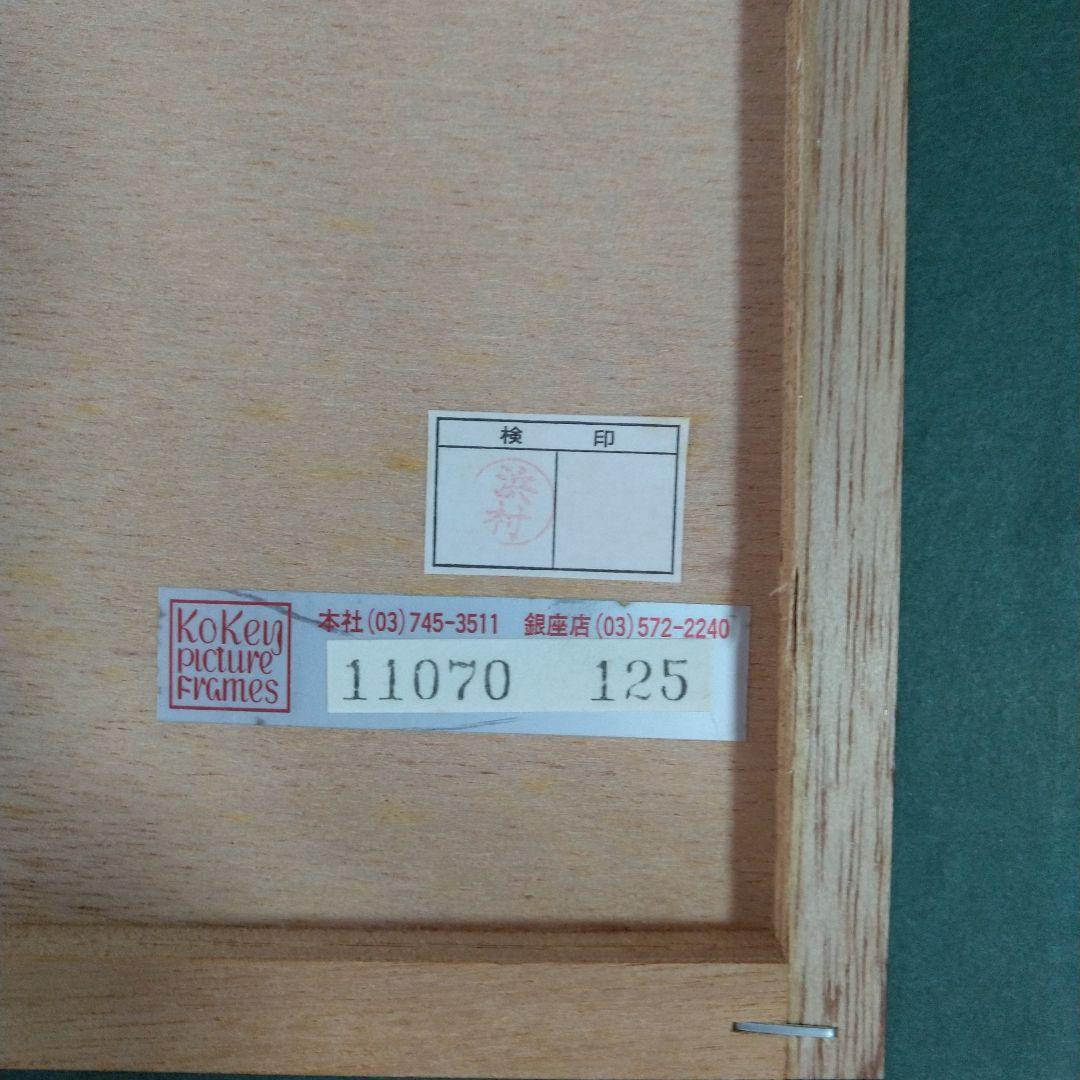 検 印
浜
村
KoKey
picture
Frames
本社(03)745-3511 銀座店(03)572-2240
11070 125